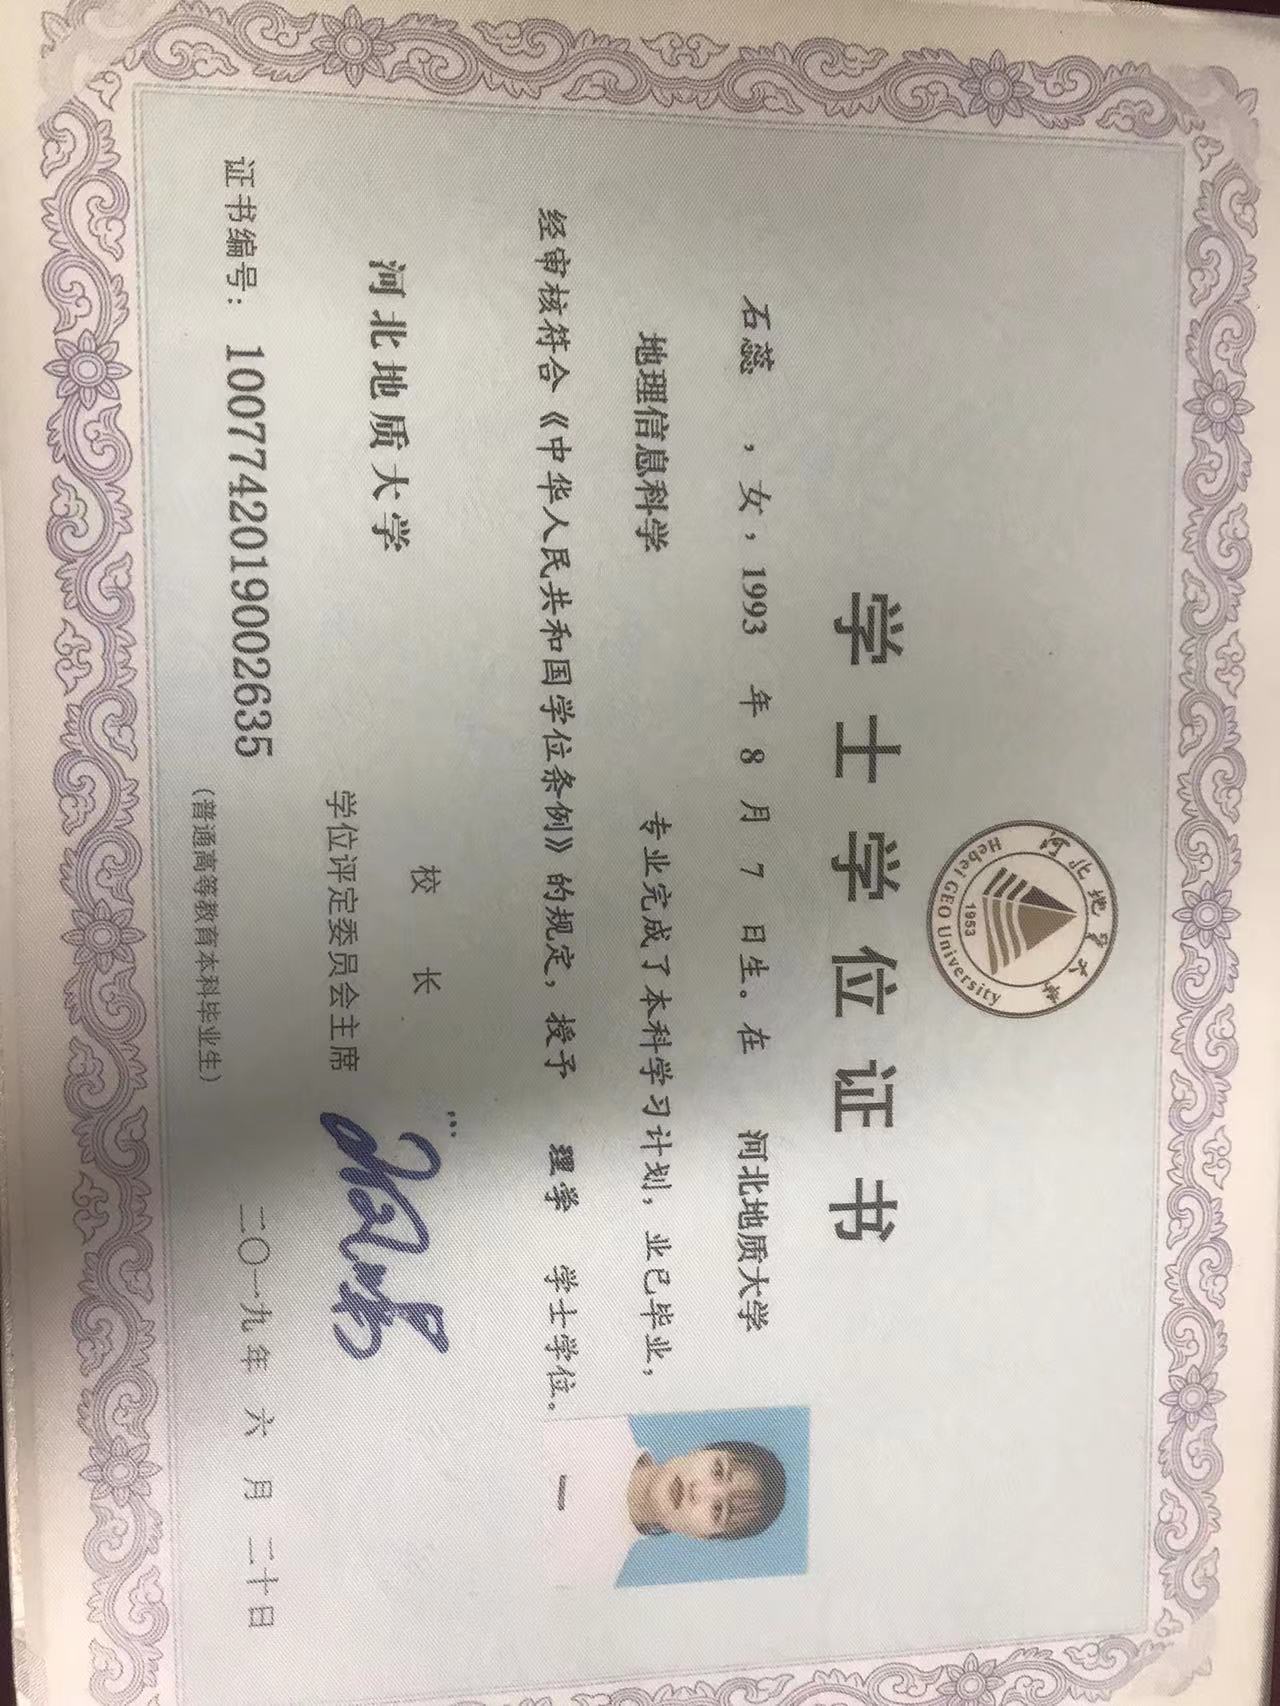 河北地质大学
1953
Hebei GEO University
学士学位证书
石蕊 ，女，1993 年 8 月 7 日生。在 河北地质大学
地理信息科学 专业完成了本科学习计划，业已毕业，
经审核符合《中华人民共和国学位条例》的规定，授予 理学 学士学位。
校 长
河北地质大学
学位评定委员会主席
证书编号：1007742019002635
二〇一九年 六 月 二十日
（普通高等教育本科毕业生）